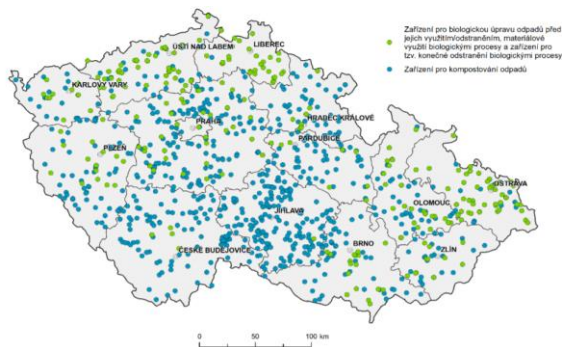 Zařízení pro biologickou úpravu odpadů před
jejich využitím/odstraněním, materiálové
využití biologickými procesy a zařízení pro
tzv. konečné odstranění biologickými procesy
Zařízení pro kompostování odpadů
ÚSTÍ NAD LABEM
LIBEREC
KARLOVY VARY
HRADEC KRÁLOVÉ
PRAHA
PARDUBICE
PLZEŇ
OSTRAVA
OLOMOUC
JIHLAVA
ČESKÉ BUDĚJOVICE
BRNO
ZLÍN
0 50 100 km